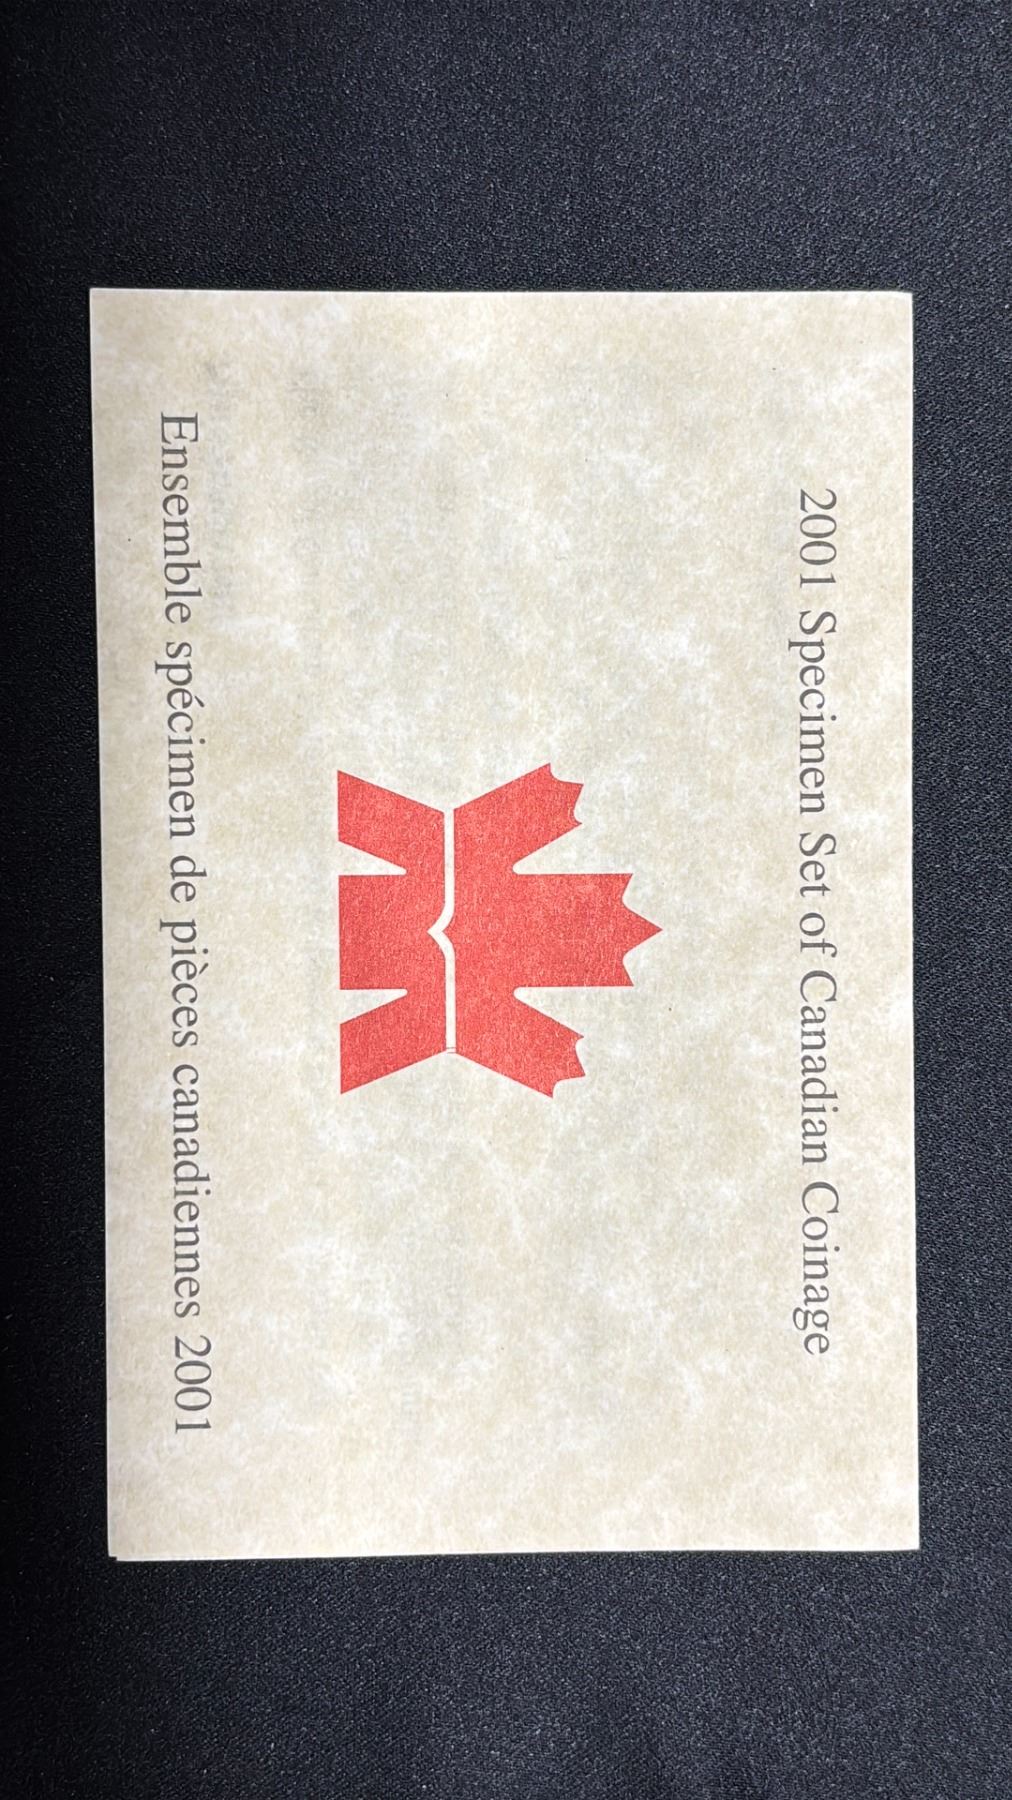 2001 Specimen Set of Canadian Coinage
Ensemble spécimen de pièces canadiennes 2001